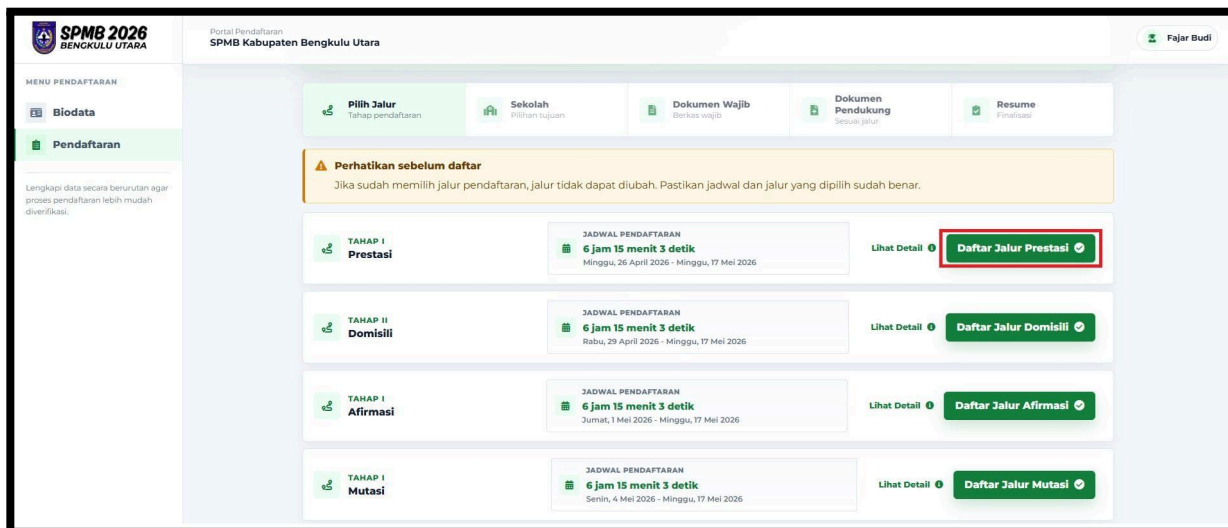 SPMB 2026
BENGKULU UTARA
Portal Pendaftaran
SPMB Kabupaten Bengkulu Utara
Fajar Budi
MENU PENDAFTARAN
Biodata
Pendaftaran
Lengkapi data secara berurutan agar
proses pendaftaran lebih mudah
diverifikasi.
Pilih Jalur
Tahap pendaftaran
Sekolah
Pilihan tujuan
Dokumen Wajib
Berkas wajib
Dokumen
Pendukung
Sesuai jalur
Resume
Finalisasi
Perhatikan sebelum daftar
Jika sudah memilih jalur pendaftaran, jalur tidak dapat diubah. Pastikan jadwal dan jalur yang dipilih sudah benar.
TAHAP I
Prestasi
JADWAL PENDAFTARAN
6 jam 15 menit 3 detik
Minggu, 26 April 2026 - Minggu, 17 Mei 2026
Lihat Detail
Daftar Jalur Prestasi
TAHAP II
Domisili
JADWAL PENDAFTARAN
6 jam 15 menit 3 detik
Rabu, 29 April 2026 - Minggu, 17 Mei 2026
Lihat Detail
Daftar Jalur Domisili
TAHAP I
Afirmasi
JADWAL PENDAFTARAN
6 jam 15 menit 3 detik
Jumat, 1 Mei 2026 - Minggu, 17 Mei 2026
Lihat Detail
Daftar Jalur Afirmasi
TAHAP I
Mutasi
JADWAL PENDAFTARAN
6 jam 15 menit 3 detik
Senin, 4 Mei 2026 - Minggu, 17 Mei 2026
Lihat Detail
Daftar Jalur Mutasi